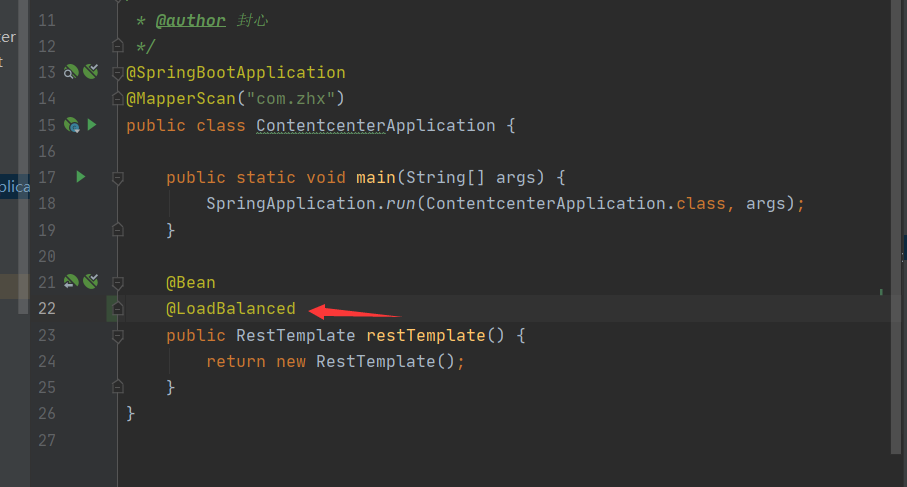 ter
t
plica
11 * @author 封心
12 */
13 @SpringBootApplication
14 @MapperScan("com.zhx")
15 public class ContentcenterApplication {
16
17 public static void main(String[] args) {
18 SpringApplication.run(ContentcenterApplication.class, args);
19 }
20
21 @Bean
22 @LoadBalanced
23 public RestTemplate restTemplate() {
24 return new RestTemplate();
25 }
26 }
27